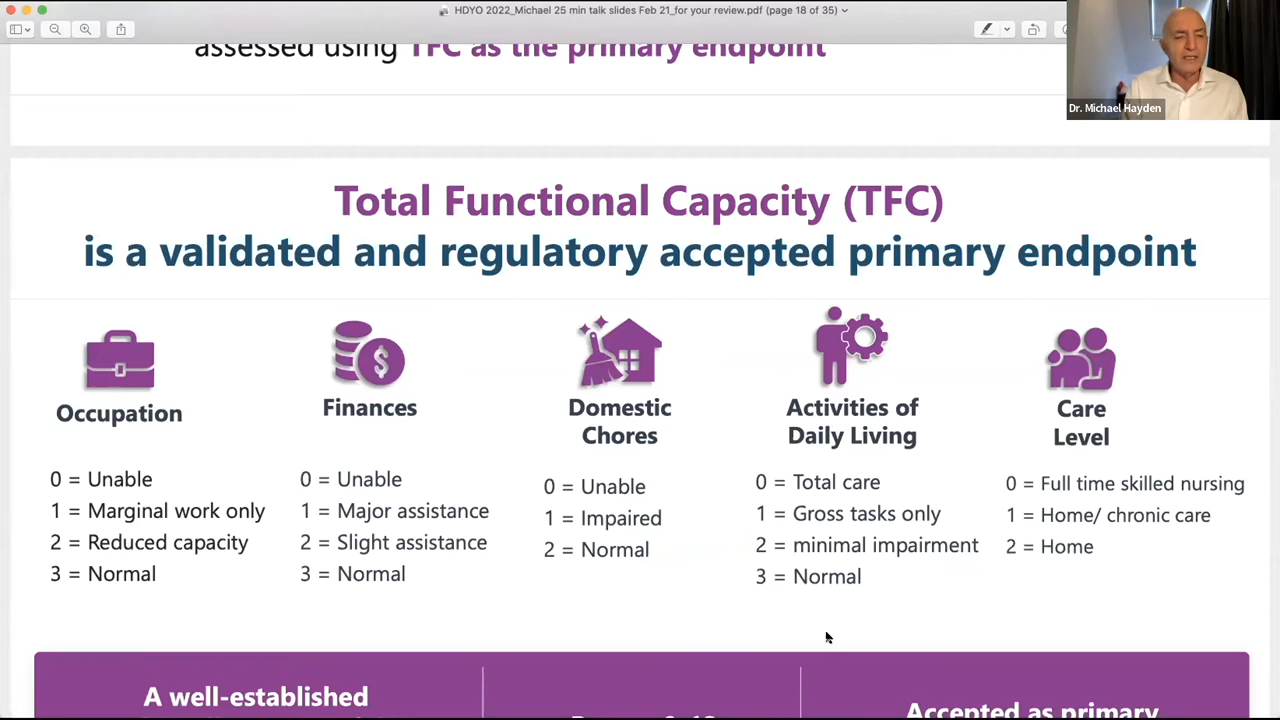 HDYO 2022_Michael 25 min talk slides Feb 21_for your review.pdf (page 18 of 35)
Dr. Michael Hayden
assessed using TFC as the primary endpoint
Total Functional Capacity (TFC)
is a validated and regulatory accepted primary endpoint
Occupation
0 = Unable
1 = Marginal work only
2 = Reduced capacity
3 = Normal
Finances
0 = Unable
1 = Major assistance
2 = Slight assistance
3 = Normal
Domestic
Chores
0 = Unable
1 = Impaired
2 = Normal
Activities of
Daily Living
0 = Total care
1 = Gross tasks only
2 = minimal impairment
3 = Normal
Care
Level
0 = Full time skilled nursing
1 = Home/ chronic care
2 = Home
A well-established
Accepted as primary